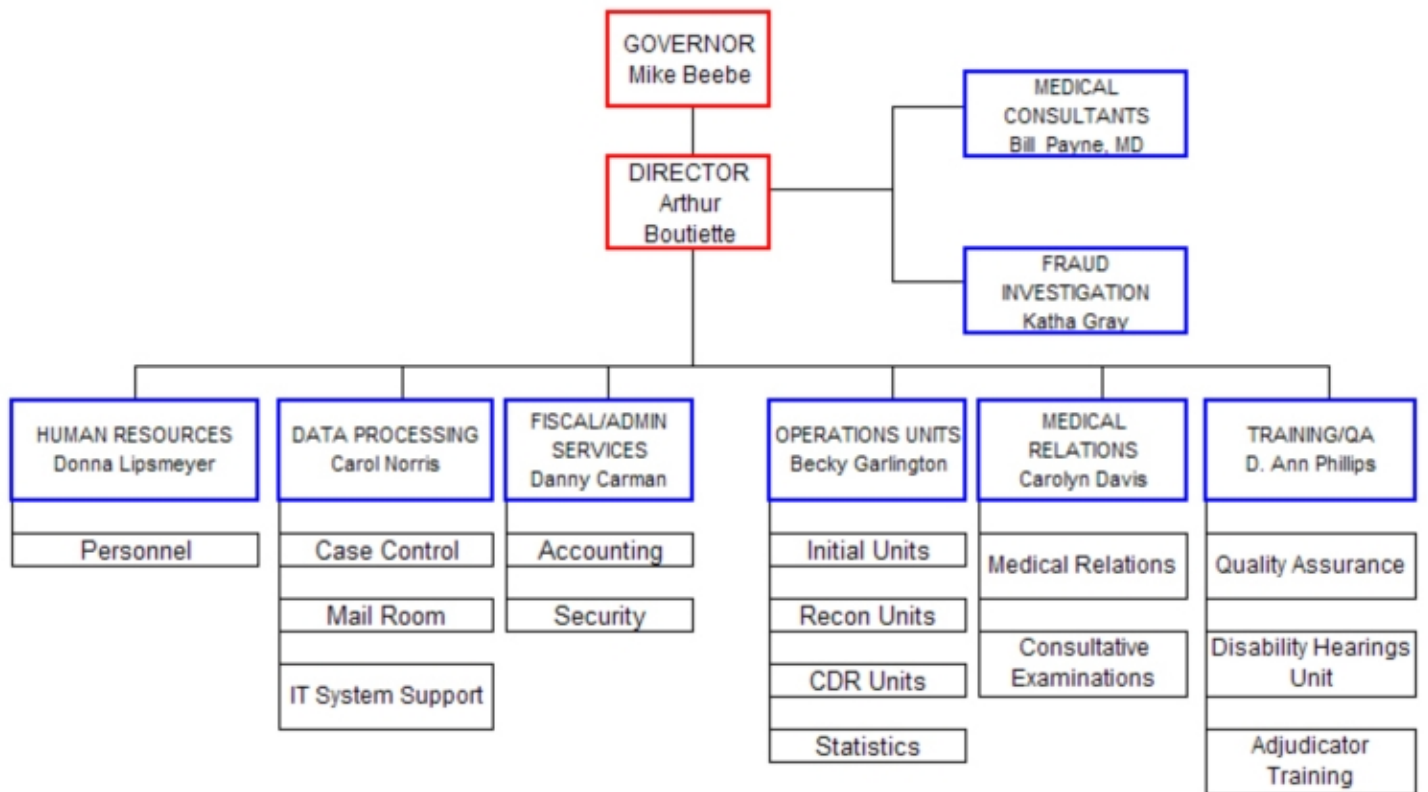 GOVERNOR
Mike Beebe
MEDICAL
CONSULTANTS
Bill Payne, MD
DIRECTOR
Arthur
Boutiette
FRAUD
INVESTIGATION
Katha Gray
HUMAN RESOURCES
Donna Lipsmeyer
Personnel
DATA PROCESSING
Carol Norris
Case Control
Mail Room
IT System Support
FISCAL/ADMIN
SERVICES
Danny Carman
Accounting
Security
OPERATIONS UNITS
Becky Garlington
Initial Units
Recon Units
CDR Units
Statistics
MEDICAL
RELATIONS
Carolyn Davis
Medical Relations
Consultative
Examinations
TRAINING/QA
D. Ann Phillips
Quality Assurance
Disability Hearings
Unit
Adjudicator
Training